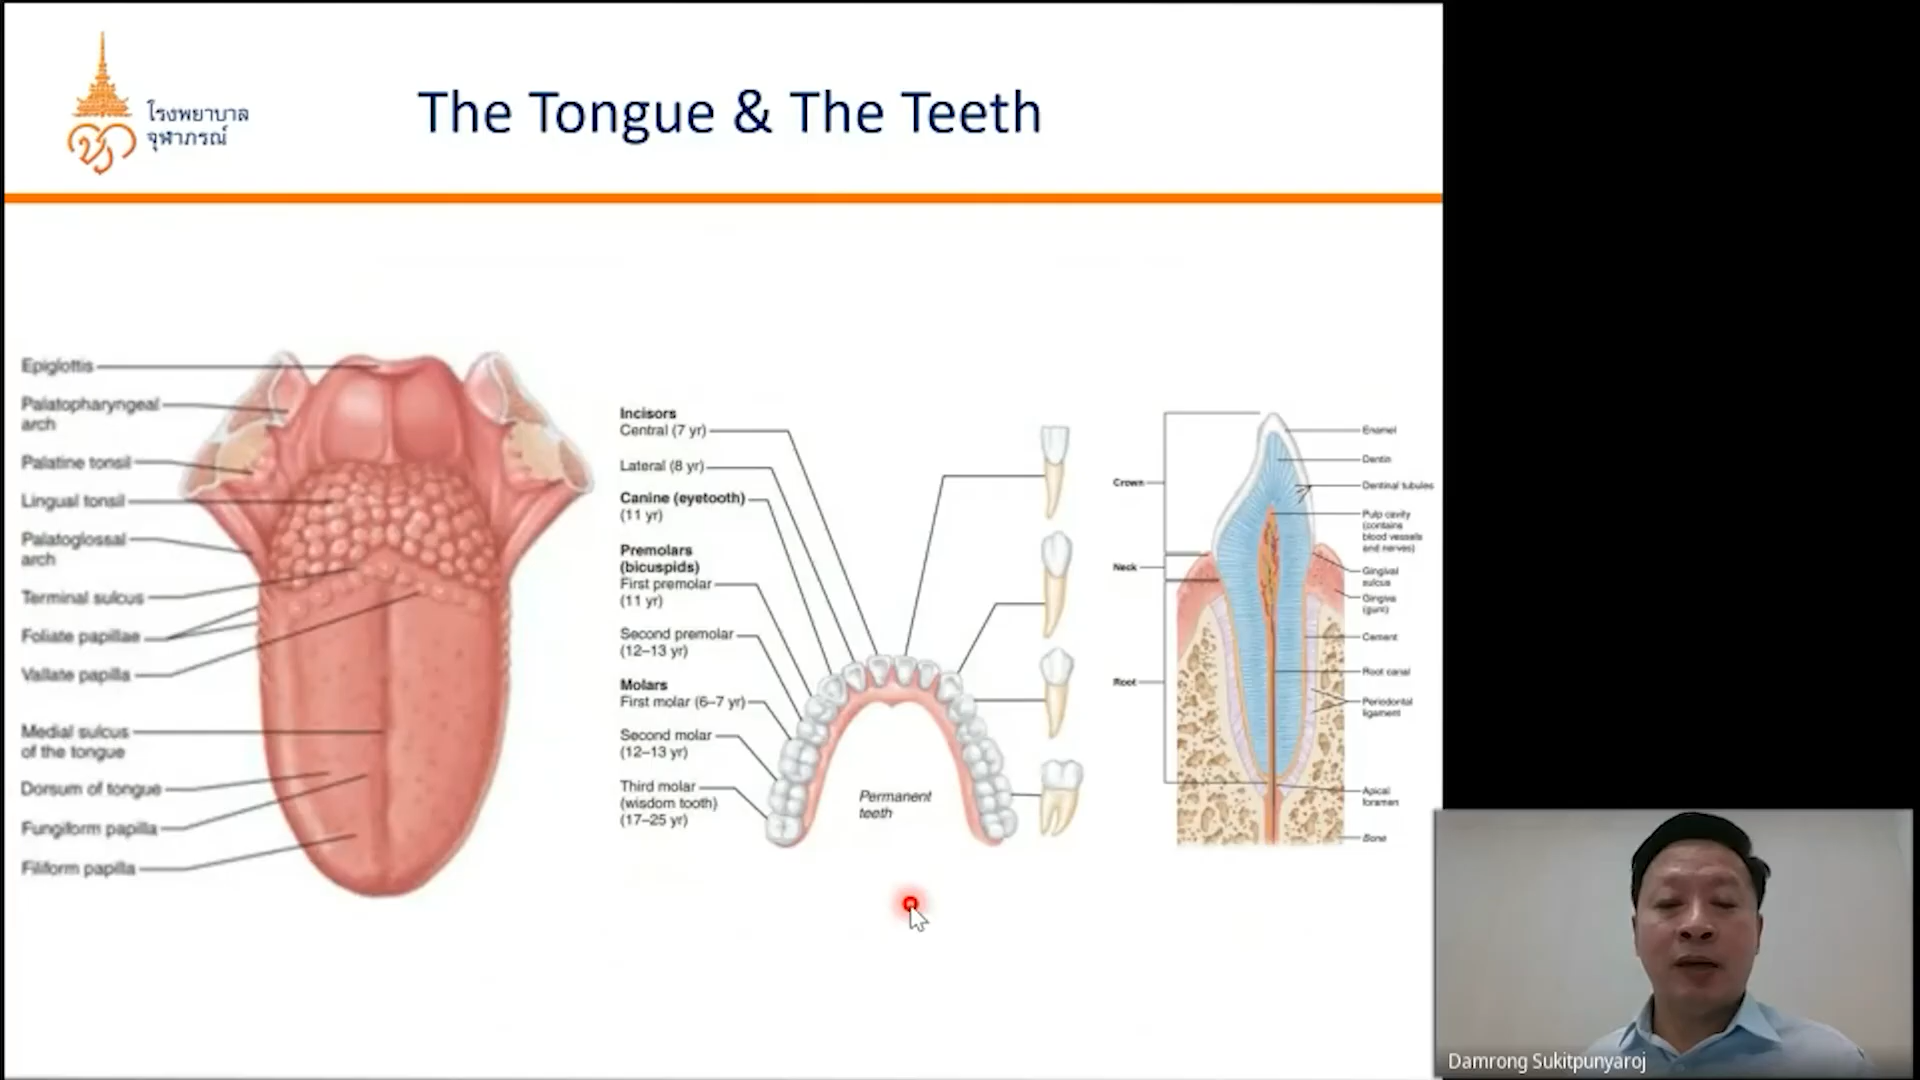 โรงพยาบาล
จุฬาภรณ์
The Tongue & The Teeth
Epiglottis
Palatopharyngeal
arch
Palatine tonsil
Lingual tonsil
Palatoglossal
arch
Terminal sulcus
Foliate papillae
Vallate papilla
Medial sulcus
of the tongue
Dorsum of tongue
Fungiform papilla
Filiform papilla
Incisors
Central (7 yr)
Lateral (8 yr)
Canine (eyetooth)
(11 yr)
Premolars
(bicuspids)
First premolar
(11 yr)
Second premolar
(12–13 yr)
Molars
First molar (6–7 yr)
Second molar
(12–13 yr)
Third molar
(wisdom tooth)
(17–25 yr)
Permanent
teeth
Crown
Neck
Root
Enamel
Dentin
Dentinal tubules
Pulp cavity
(contains
blood vessels
and nerves)
Gingival
sulcus
Gingiva
(gum)
Cement
Root canal
Periodontal
ligament
Apical
foramen
Bone
Damrong Sukitpunyaroj